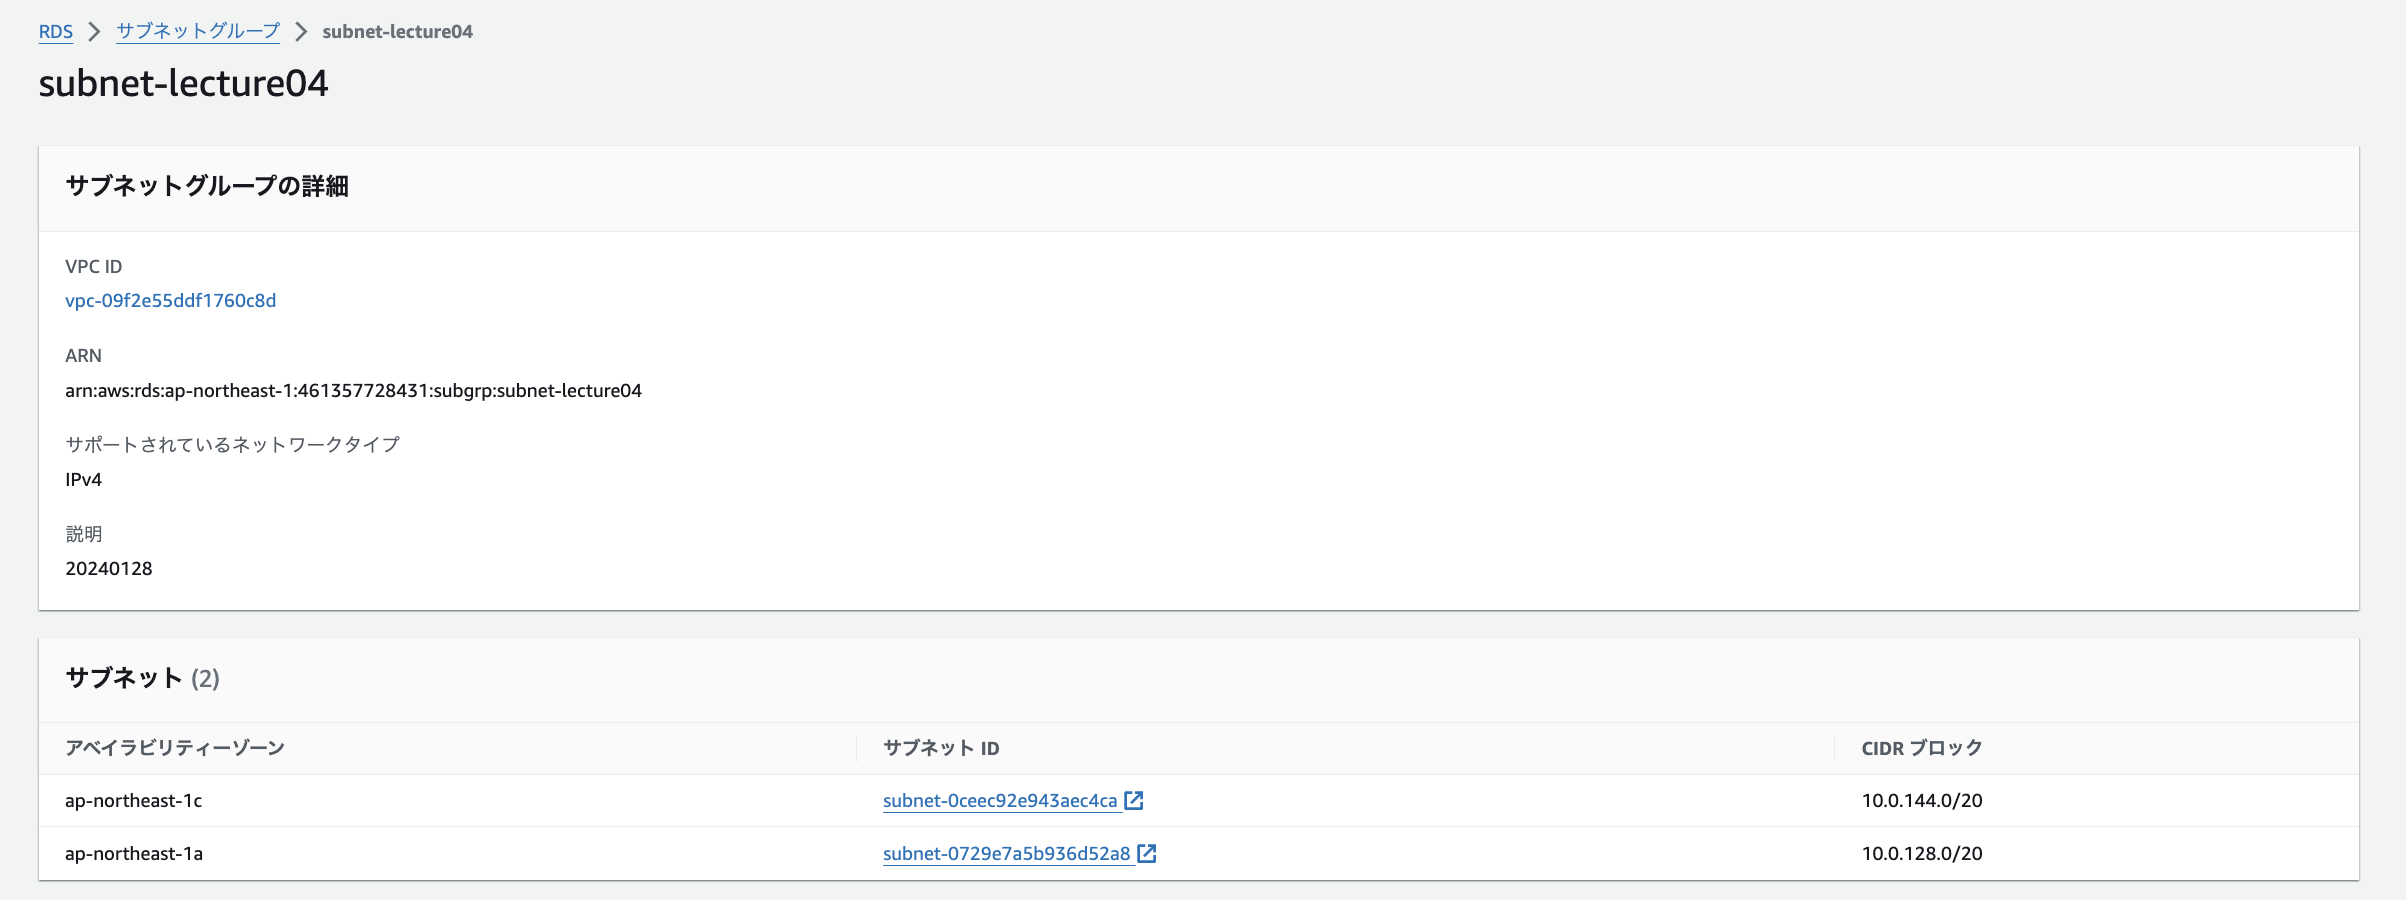 RDS > サブネットグループ > subnet-lecture04
subnet-lecture04
サブネットグループの詳細
VPC ID
vpc-09f2e55ddf1760c8d
ARN
arn:aws:rds:ap-northeast-1:461357728431:subgrp:subnet-lecture04
サポートされているネットワークタイプ
IPv4
説明
20240128
サブネット (2)
アベイラビリティーゾーン サブネット ID CIDR ブロック
ap-northeast-1c subnet-0ceec92e943aec4ca 10.0.144.0/20
ap-northeast-1a subnet-0729e7a5b936d52a8 10.0.128.0/20